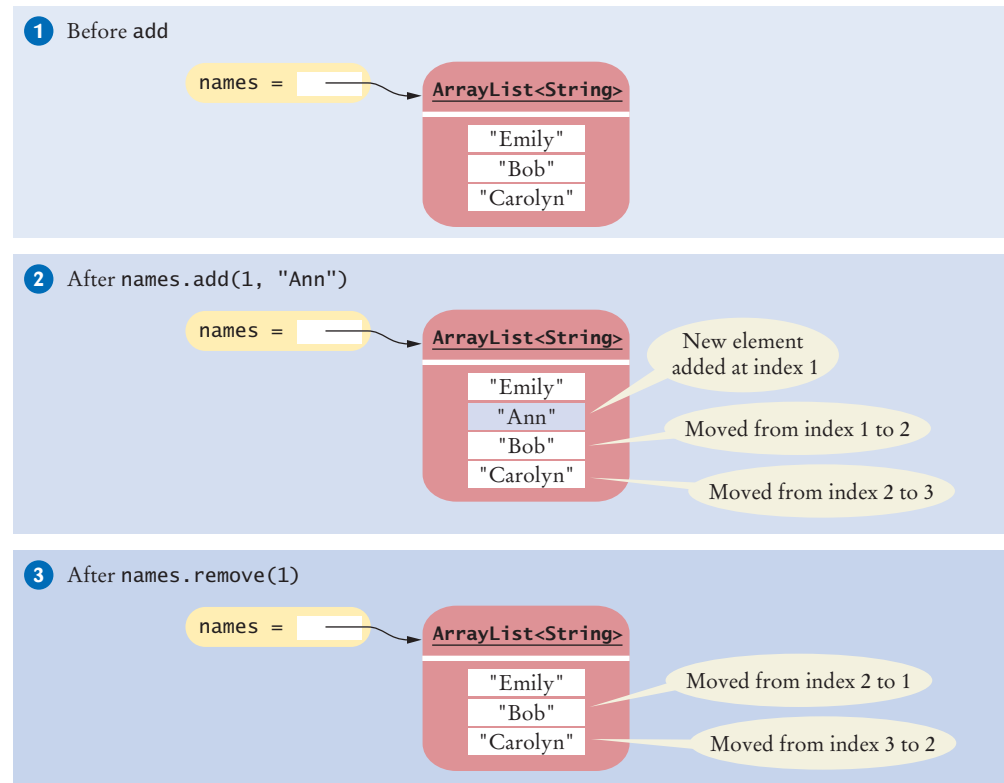 1 Before add
names =
ArrayList<String>
"Emily"
"Bob"
"Carolyn"
2 After names.add(1, "Ann")
names =
ArrayList<String>
"Emily"
"Ann"
"Bob"
"Carolyn"
New element
added at index 1
Moved from index 1 to 2
Moved from index 2 to 3
3 After names.remove(1)
names =
ArrayList<String>
"Emily"
"Bob"
"Carolyn"
Moved from index 2 to 1
Moved from index 3 to 2